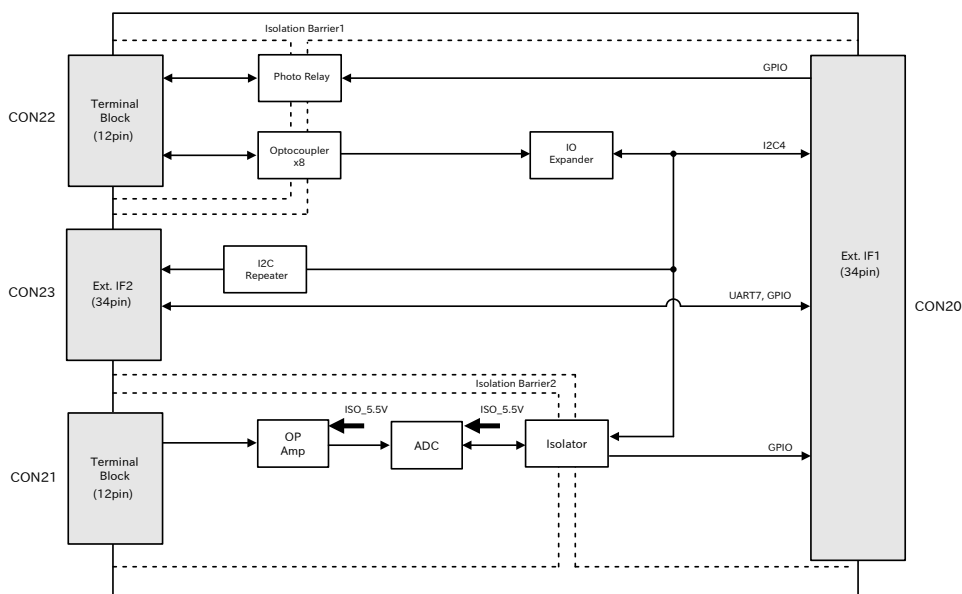 Isolation Barrier1
Photo Relay
GPIO
CON22
Terminal
Block
(12pin)
Optocoupler
x8
IO
Expander
I2C4
Ext. IF2
(34pin)
CON23
I2C
Repeater
UART7, GPIO
Ext. IF1
(34pin)
CON20
Isolation Barrier2
ISO_5.5V
ISO_5.5V
OP
Amp
ADC
Isolator
GPIO
CON21
Terminal
Block
(12pin)